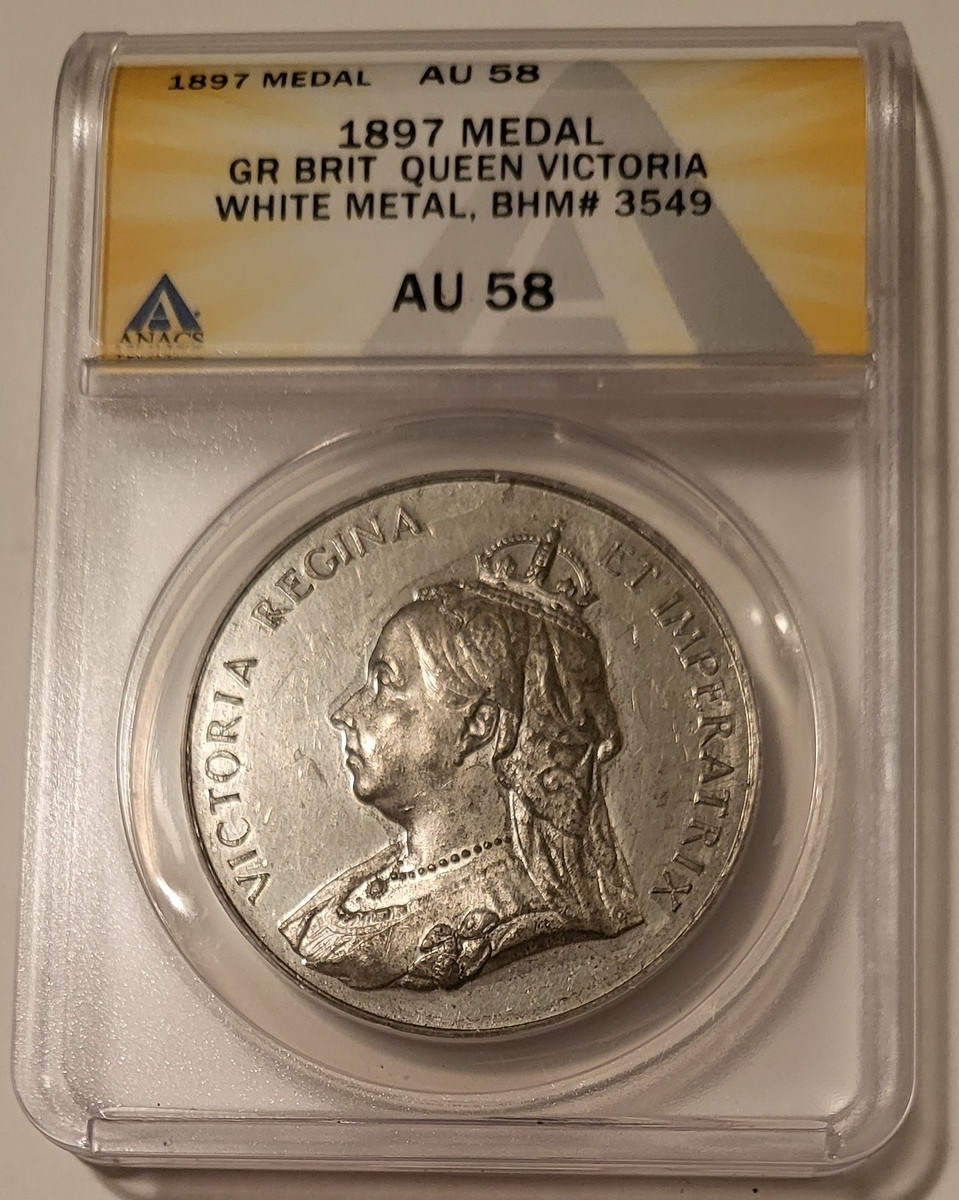 1897 MEDAL AU 58
1897 MEDAL
GR BRIT QUEEN VICTORIA
WHITE METAL, BHM# 3549
AU 58
ANACS
VICTORIA REGINA
ET IMPERATRIX